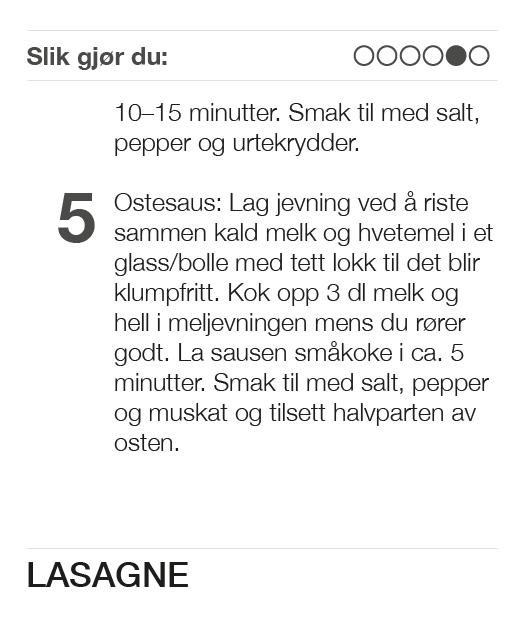 Slik gjør du:
10–15 minutter. Smak til med salt,
pepper og urtekrydder.
5 Ostesaus: Lag jevning ved å riste
sammen kald melk og hvetemel i et
glass/bolle med tett lokk til det blir
klumpfritt. Kok opp 3 dl melk og
hell i meljevningen mens du rører
godt. La sausen småkoke i ca. 5
minutter. Smak til med salt, pepper
og muskat og tilsett halvparten av
osten.
LASAGNE